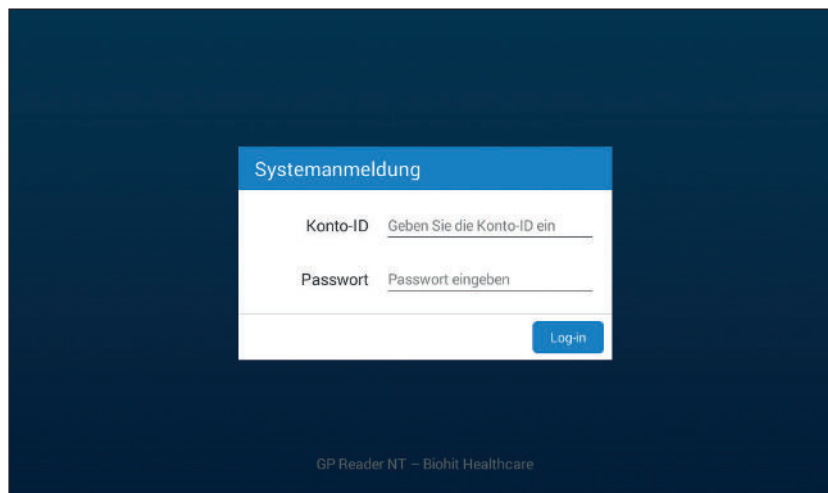 Systemanmeldung
Konto-ID Geben Sie die Konto-ID ein
Passwort Passwort eingeben
Log-in
GP Reader NT – Biohit Healthcare